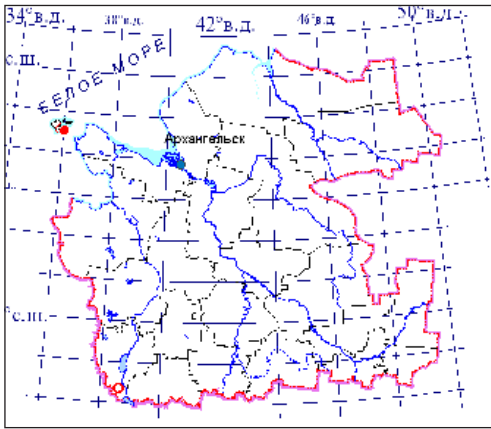 34°в.д.
38°в.д.
42°в.д.
46°в.д.
50°в.д.
с.ш.
БЕЛОЕ МОРЕ
Архангельск
°с.ш.